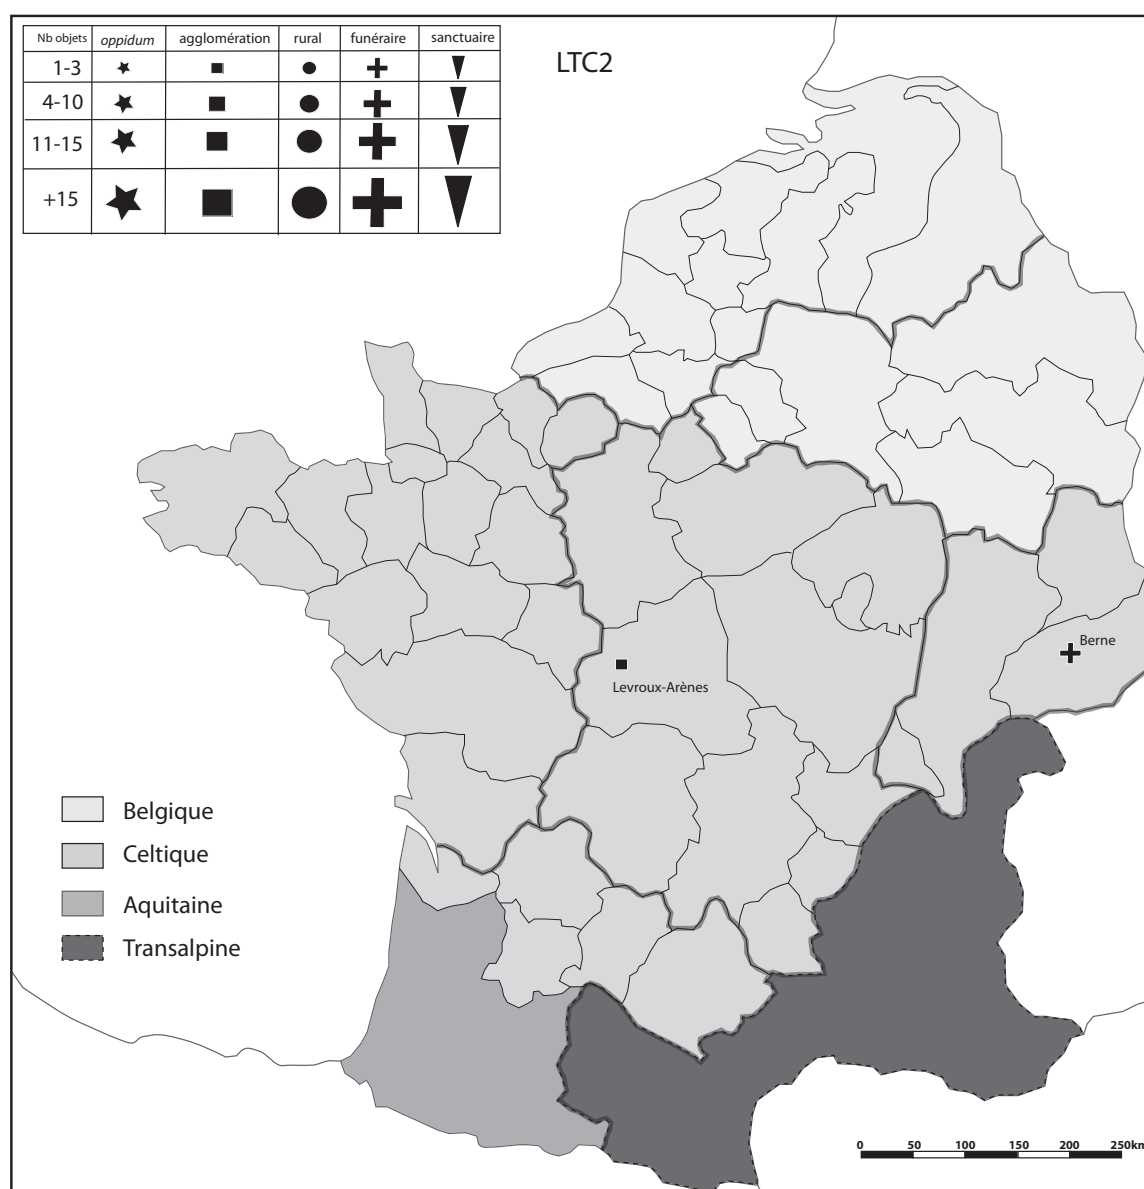 Nb objets oppidum agglomération rural funéraire sanctuaire
1-3
4-10
11-15
+15
LTC2
Berne
Levroux-Arènes
Belgique
Celtique
Aquitaine
Transalpine
0 50 100 150 200 250km